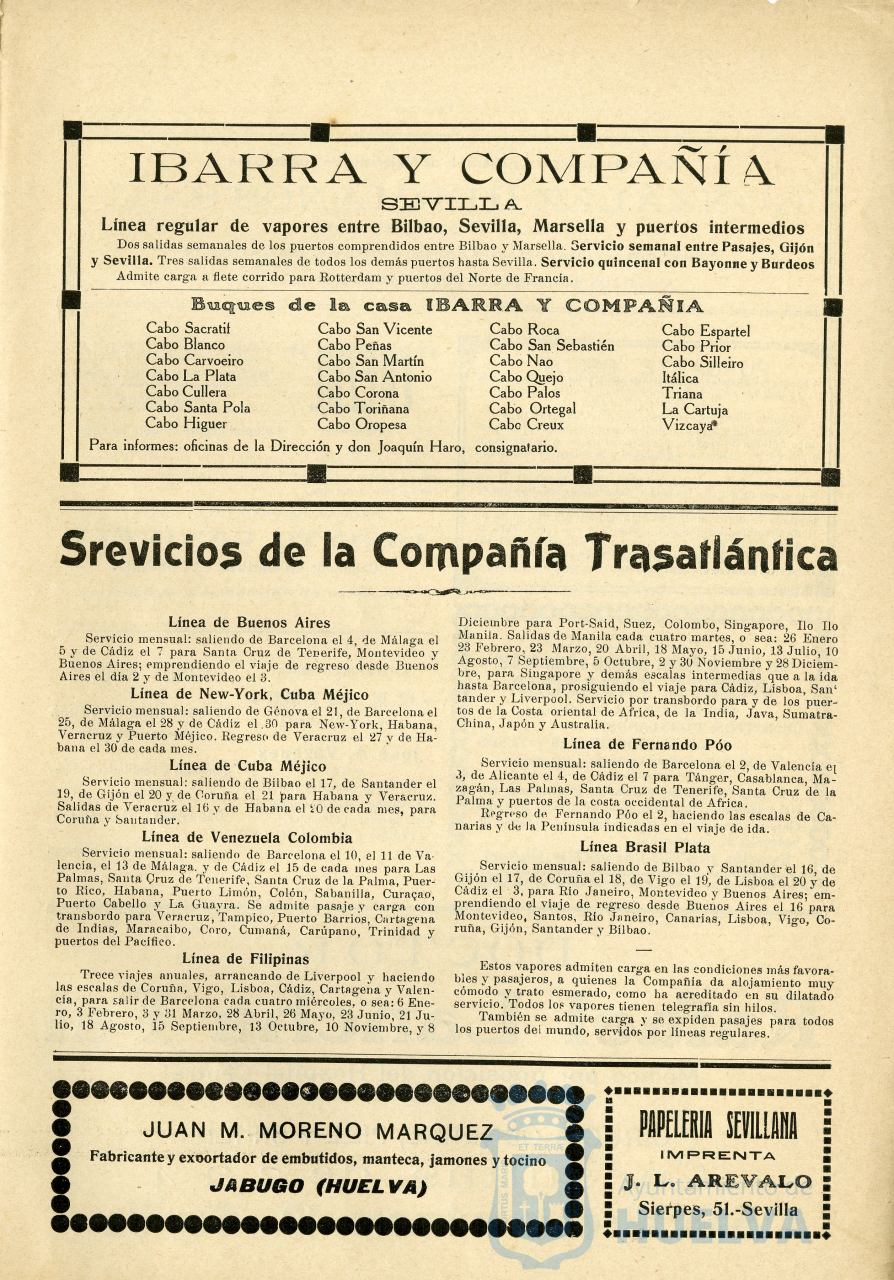 IBARRA Y COMPAÑÍA
SEVILLA
Línea regular de vapores entre Bilbao, Sevilla, Marsella y puertos intermedios
Dos salidas semanales de los puertos comprendidos entre Bilbao y Marsella. Servicio semanal entre Pasajes, Gijón
y Sevilla. Tres salidas semanales de todos los demás puertos hasta Sevilla. Servicio quincenal con Bayonne y Burdeos
Admite carga a flete corrido para Rotterdam y puertos del Norte de Francia.
Buques de la casa IBARRA Y COMPAÑIA
Cabo Sacratif
Cabo Blanco
Cabo Carvoeiro
Cabo La Plata
Cabo Cullera
Cabo Santa Pola
Cabo Higuer
Cabo San Vicente
Cabo Peñas
Cabo San Martín
Cabo San Antonio
Cabo Corona
Cabo Toriñana
Cabo Oropesa
Cabo Roca
Cabo San Sebastién
Cabo Nao
Cabo Quejo
Cabo Palos
Cabo Ortegal
Cabo Creux
Cabo Espartel
Cabo Prior
Cabo Silleiro
Itálica
Triana
La Cartuja
Vizcaya
Para informes: oficinas de la Dirección y don Joaquín Haro, consignatario.
Srevicios de la Compañía Trasatlántica
Línea de Buenos Aires
Servicio mensual: saliendo de Barcelona el 4, de Málaga el
5 y de Cádiz el 7 para Santa Cruz de Tenerife, Montevideo y
Buenos Aires; emprendiendo el viaje de regreso desde Buenos
Aires el día 2 y de Montevideo el 3.
Línea de New-York, Cuba Méjico
Servicio mensual: saliendo de Génova el 21, de Barcelona el
25, de Málaga el 28 y de Cádiz el 30 para New-York, Habana,
Veracruz y Puerto Méjico. Regreso de Veracruz el 27 y de Ha-
bana el 30 de cada mes.
Línea de Cuba Méjico
Servicio mensual: saliendo de Bilbao el 17, de Santander el
19, de Gijón el 20 y de Coruña el 21 para Habana y Veracruz.
Salidas de Veracruz el 16 y de Habana el 20 de cada mes, para
Coruña y Santander.
Línea de Venezuela Colombia
Servicio mensual: saliendo de Barcelona el 10, el 11 de Va-
lencia, el 13 de Málaga, y de Cádiz el 15 de cada mes para Las
Palmas, Santa Cruz de Tenerife, Santa Cruz de la Palma, Puer-
to Rico, Habana, Puerto Limón, Colón, Sabanilla, Curaçao,
Puerto Cabello y La Guayra. Se admite pasaje y carga con
transbordo para Veracruz, Tampico, Puerto Barrios, Cartagena
de Indias, Maracaibo, Coro, Cumaná, Carúpano, Trinidad y
puertos del Pacífico.
Línea de Filipinas
Trece viajes anuales, arrancando de Liverpool y haciendo
las escalas de Coruña, Vigo, Lisboa, Cádiz, Cartagena y Valen-
cia, para salir de Barcelona cada cuatro miércoles, o sea: 6 Ene-
ro, 3 Febrero, 3 y 31 Marzo, 28 Abril, 26 Mayo, 23 Junio, 21 Ju-
lio, 18 Agosto, 15 Septiembre, 13 Octubre, 10 Noviembre, y 8
Diciembre para Port-Said, Suez, Colombo, Singapore, Ilo Ilo
Manila. Salidas de Manila cada cuatro martes, o sea: 26 Enero
23 Febrero, 23 Marzo, 20 Abril, 18 Mayo, 15 Junio, 13 Julio, 10
Agosto, 7 Septiembre, 5 Octubre, 2 y 30 Noviembre y 28 Diciem-
bre, para Singapore y demás escalas intermedias que a la ida
hasta Barcelona, prosiguiendo el viaje para Cádiz, Lisboa, San-
tander y Liverpool. Servicio por transbordo para y de los puer-
tos de la Costa oriental de Africa, de la India, Java, Sumatra-
China, Japón y Australia.
Línea de Fernando Póo
Servicio mensual: saliendo de Barcelona el 2, de Valencia el
3, de Alicante el 4, de Cádiz el 7 para Tánger, Casablanca, Ma-
zagán, Las Palmas, Santa Cruz de Tenerife, Santa Cruz de la
Palma y puertos de la costa occidental de Africa.
Regreso de Fernando Póo el 2, haciendo las escalas de Ca-
narias y de la Península indicadas en el viaje de ida.
Línea Brasil Plata
Servicio mensual: saliendo de Bilbao y Santander el 16, de
Gijón el 17, de Coruña el 18, de Vigo el 19, de Lisboa el 20 y de
Cádiz el 3, para Río Janeiro, Montevideo y Buenos Aires; em-
prendiendo el viaje de regreso desde Buenos Aires el 16 para
Montevideo, Santos, Río Janeiro, Canarias, Lisboa, Vigo, Co-
ruña, Gijón, Santander y Bilbao.
Estos vapores admiten carga en las condiciones más favora-
bles y pasajeros, a quienes la Compañía da alojamiento muy
cómodo y trato esmerado, como ha acreditado en su dilatado
servicio. Todos los vapores tienen telegrafía sin hilos.
También se admite carga y se expiden pasajes para todos
los puertos del mundo, servidos por líneas regulares.
JUAN M. MORENO MARQUEZ
Fabricante y exportador de embutidos, manteca, jamones y tocino
JABUGO (HUELVA)
PAPELERIA SEVILLANA
IMPRENTA
J. L. AREVALO
Sierpes, 51.-Sevilla
Ayuntamiento de
HUELVA